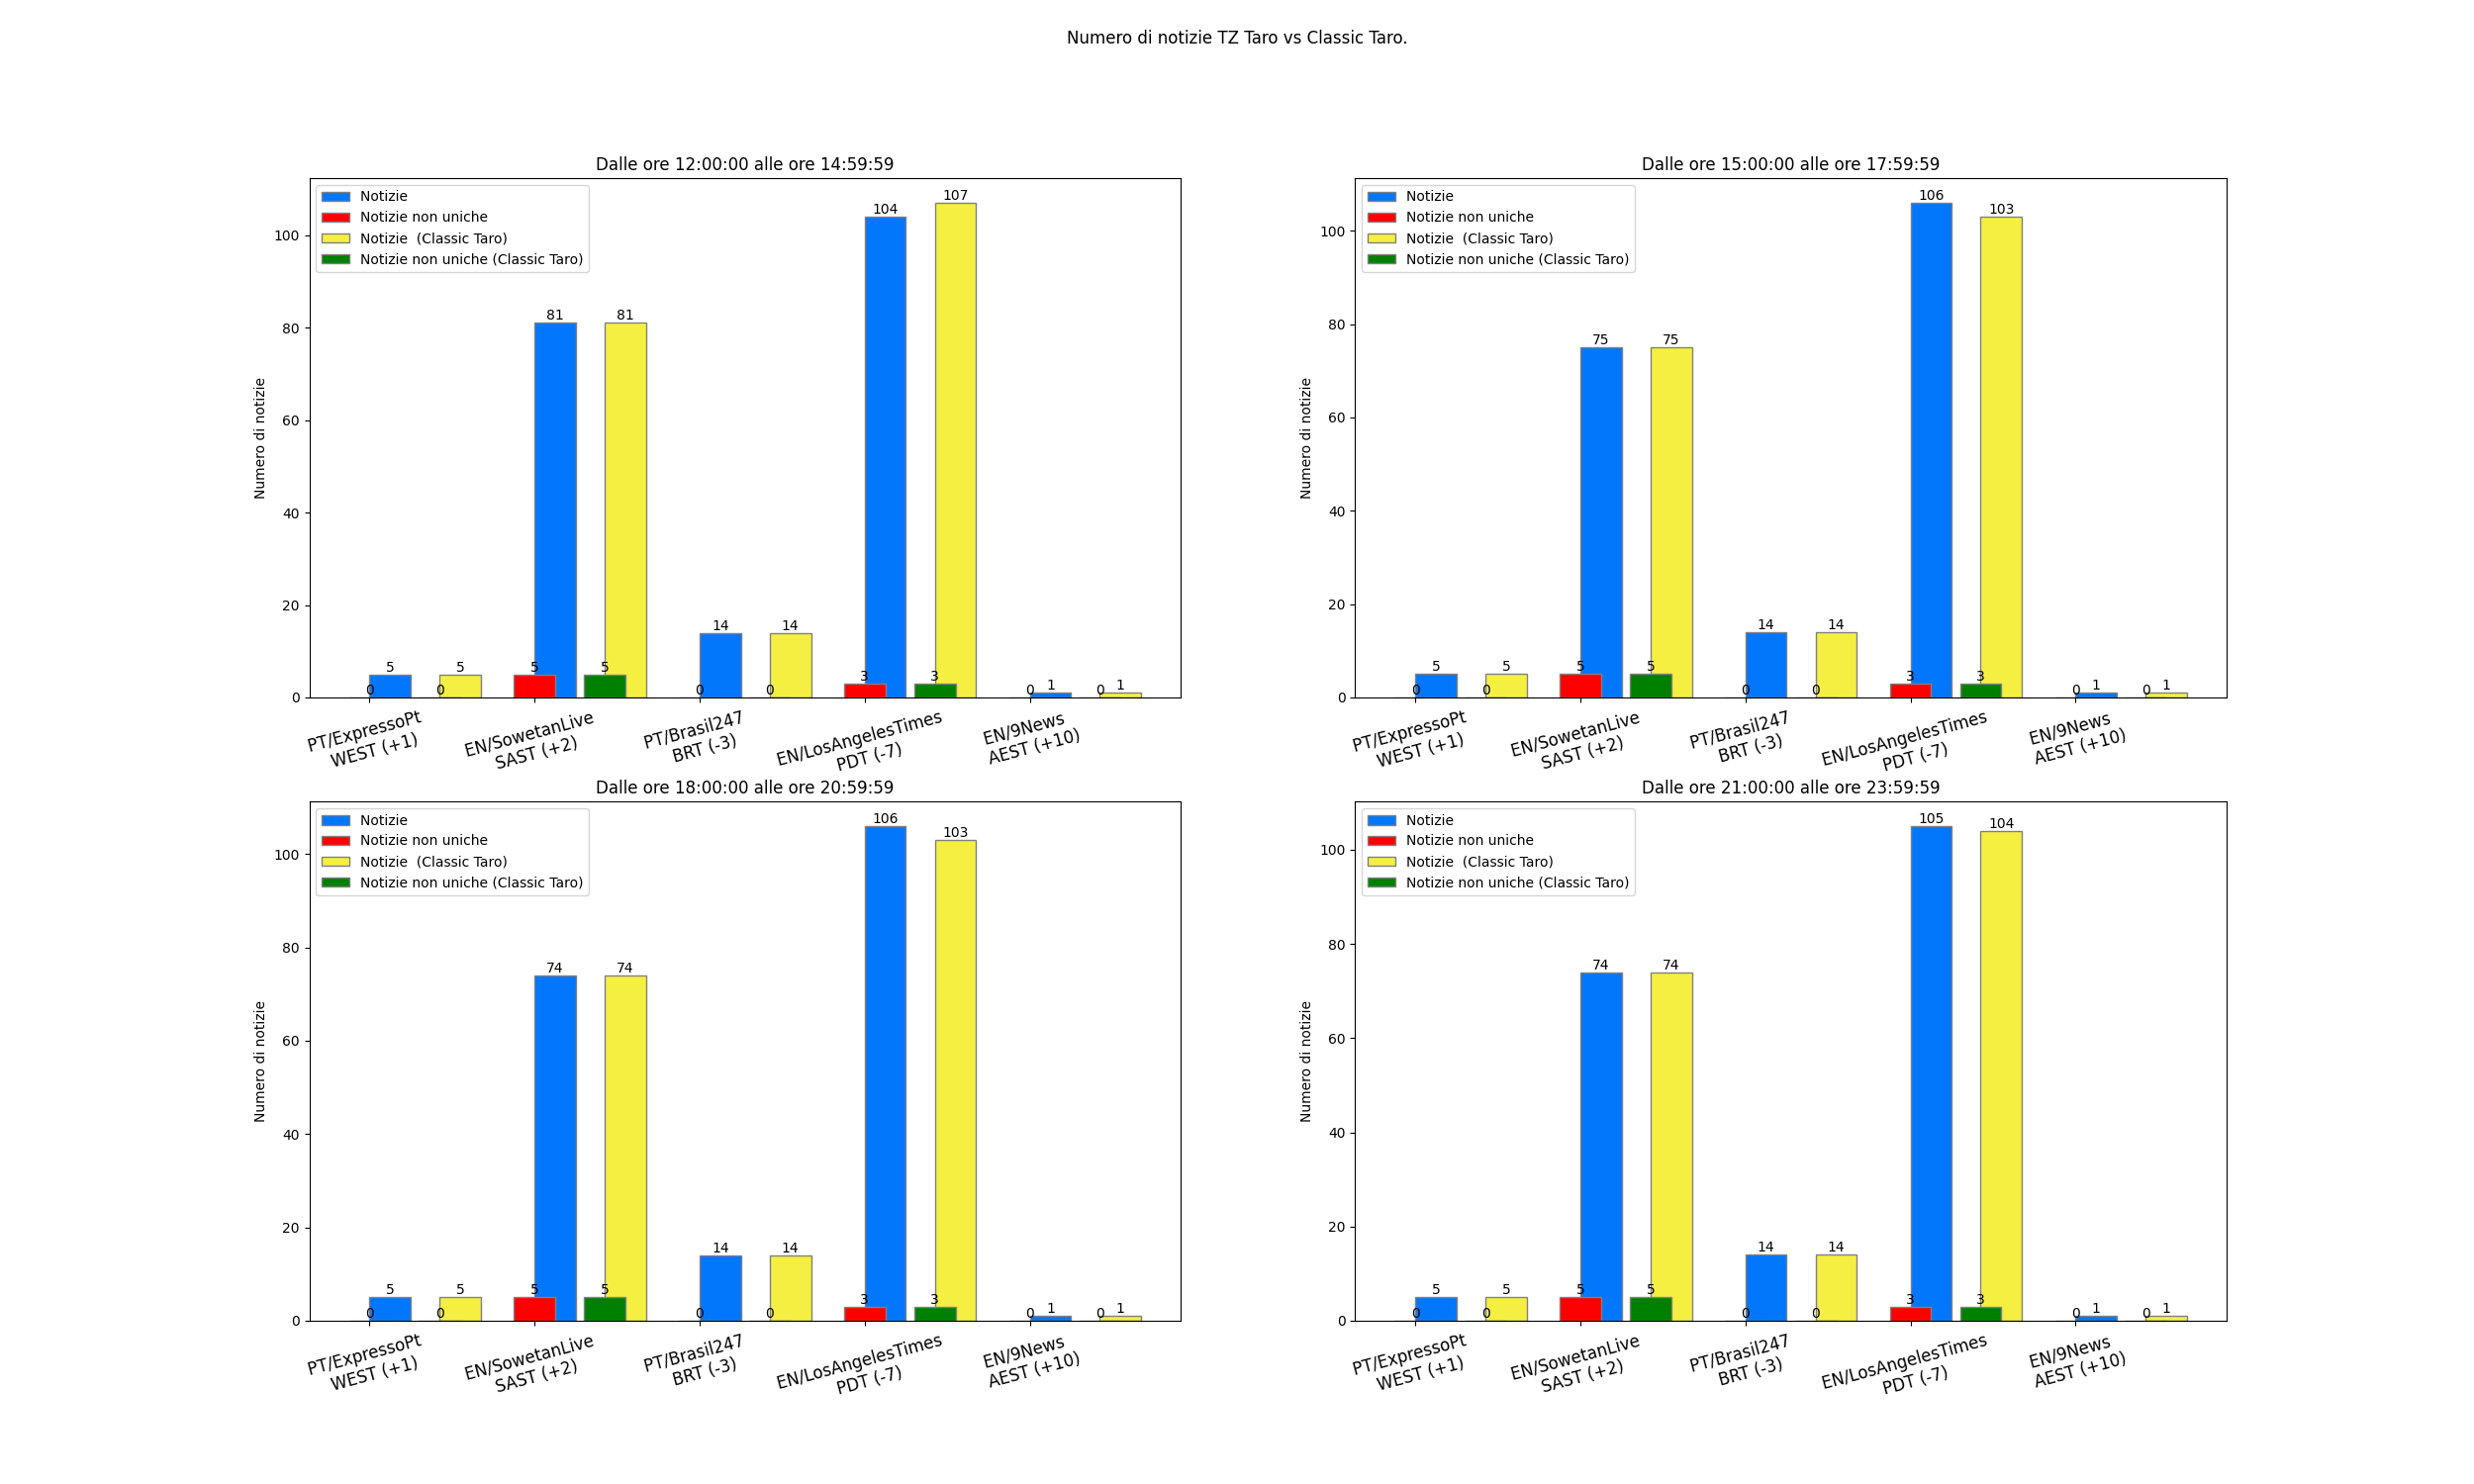 Numero di notizie TZ Taro vs Classic Taro.
Dalle ore 12:00:00 alle ore 14:59:59
Notizie
Notizie non uniche
Notizie  (Classic Taro)
Notizie non uniche (Classic Taro)
Numero di notizie
100
80
60
40
20
0
5 0 5 0
81 5 81 5
14 0 14 0
104 3 107 3
1 0 1 0
PT/ExpressoPt
WEST (+1)
EN/SowetanLive
SAST (+2)
PT/Brasil247
BRT (-3)
EN/LosAngelesTimes
PDT (-7)
EN/9News
AEST (+10)
Dalle ore 15:00:00 alle ore 17:59:59
Notizie
Notizie non uniche
Notizie  (Classic Taro)
Notizie non uniche (Classic Taro)
Numero di notizie
100
80
60
40
20
0
5 0 5 0
75 5 75 5
14 0 14 0
106 3 103 3
1 0 1 0
PT/ExpressoPt
WEST (+1)
EN/SowetanLive
SAST (+2)
PT/Brasil247
BRT (-3)
EN/LosAngelesTimes
PDT (-7)
EN/9News
AEST (+10)
Dalle ore 18:00:00 alle ore 20:59:59
Notizie
Notizie non uniche
Notizie  (Classic Taro)
Notizie non uniche (Classic Taro)
Numero di notizie
100
80
60
40
20
0
5 0 5 0
74 5 74 5
14 0 14 0
106 3 103 3
1 0 1 0
PT/ExpressoPt
WEST (+1)
EN/SowetanLive
SAST (+2)
PT/Brasil247
BRT (-3)
EN/LosAngelesTimes
PDT (-7)
EN/9News
AEST (+10)
Dalle ore 21:00:00 alle ore 23:59:59
Notizie
Notizie non uniche
Notizie  (Classic Taro)
Notizie non uniche (Classic Taro)
Numero di notizie
100
80
60
40
20
0
5 0 5 0
74 5 74 5
14 0 14 0
105 3 104 3
1 0 1 0
PT/ExpressoPt
WEST (+1)
EN/SowetanLive
SAST (+2)
PT/Brasil247
BRT (-3)
EN/LosAngelesTimes
PDT (-7)
EN/9News
AEST (+10)